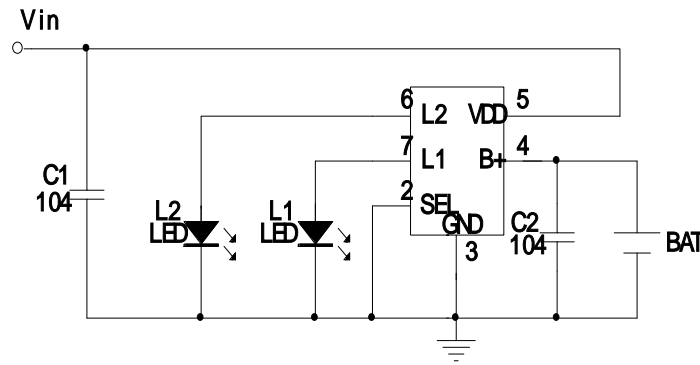 Vin
6 L2 VDD 5
7 L1 B+ 4
2 SEL
GND
3
C1
104
L2
LED
L1
LED
C2
104
BAT